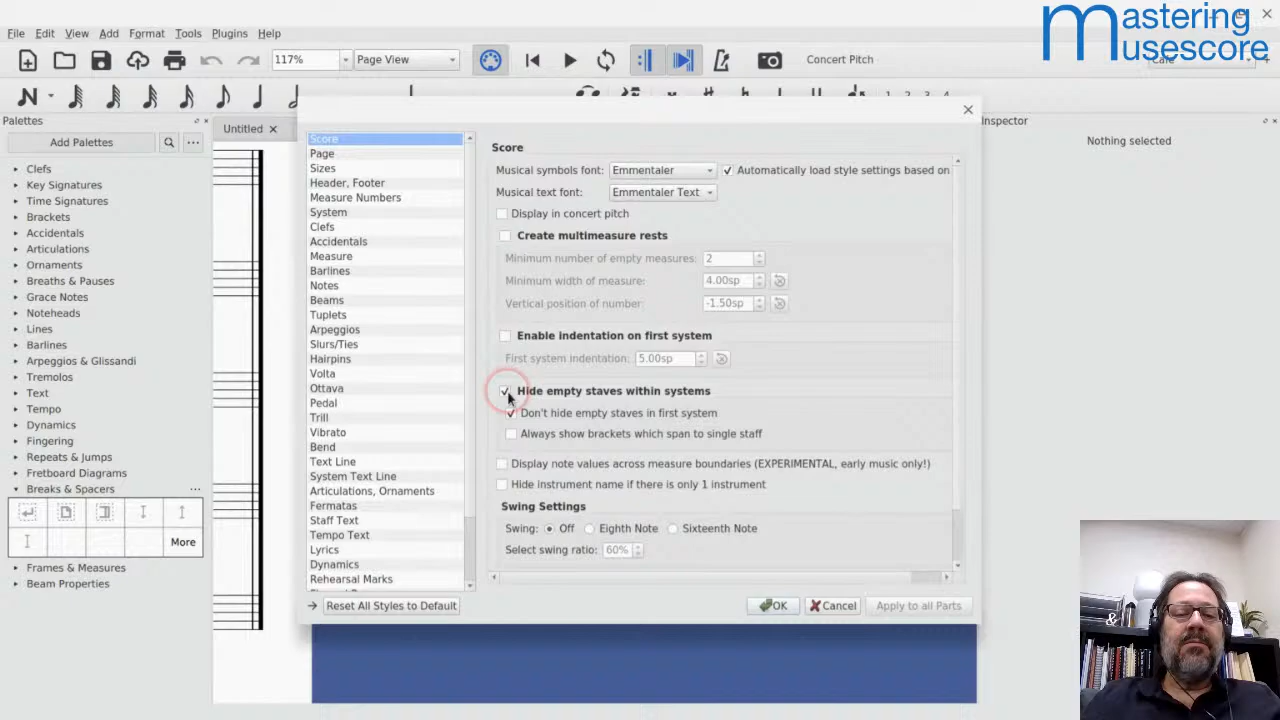 mastering
musescore
File Edit View Add Format Tools Plugins Help
117% Page View Concert Pitch
Palettes
Untitled
Inspector
Add Palettes
Nothing selected
Clefs
Key Signatures
Time Signatures
Brackets
Accidentals
Articulations
Ornaments
Breaths & Pauses
Grace Notes
Noteheads
Lines
Barlines
Arpeggios & Glissandi
Tremolos
Text
Tempo
Dynamics
Fingering
Repeats & Jumps
Fretboard Diagrams
Breaks & Spacers
More
Frames & Measures
Beam Properties
Score
Page
Sizes
Header, Footer
Measure Numbers
System
Clefs
Accidentals
Measure
Barlines
Notes
Beams
Tuplets
Arpeggios
Slurs/Ties
Hairpins
Volta
Ottava
Pedal
Trill
Vibrato
Bend
Text Line
System Text Line
Articulations, Ornaments
Fermatas
Staff Text
Tempo Text
Lyrics
Dynamics
Rehearsal Marks
Score
Musical symbols font: Emmentaler Automatically load style settings based on
Musical text font: Emmentaler Text
Display in concert pitch
Create multimeasure rests
Minimum number of empty measures: 2
Minimum width of measure: 4.00sp
Vertical position of number: -1.50sp
Enable indentation on first system
First system indentation: 5.00sp
Hide empty staves within systems
Don't hide empty staves in first system
Always show brackets which span to single staff
Display note values across measure boundaries (EXPERIMENTAL, early music only!)
Hide instrument name if there is only 1 instrument
Swing Settings
Swing: Off Eighth Note Sixteenth Note
Select swing ratio: 60%
Reset All Styles to Default OK Cancel Apply to all Parts